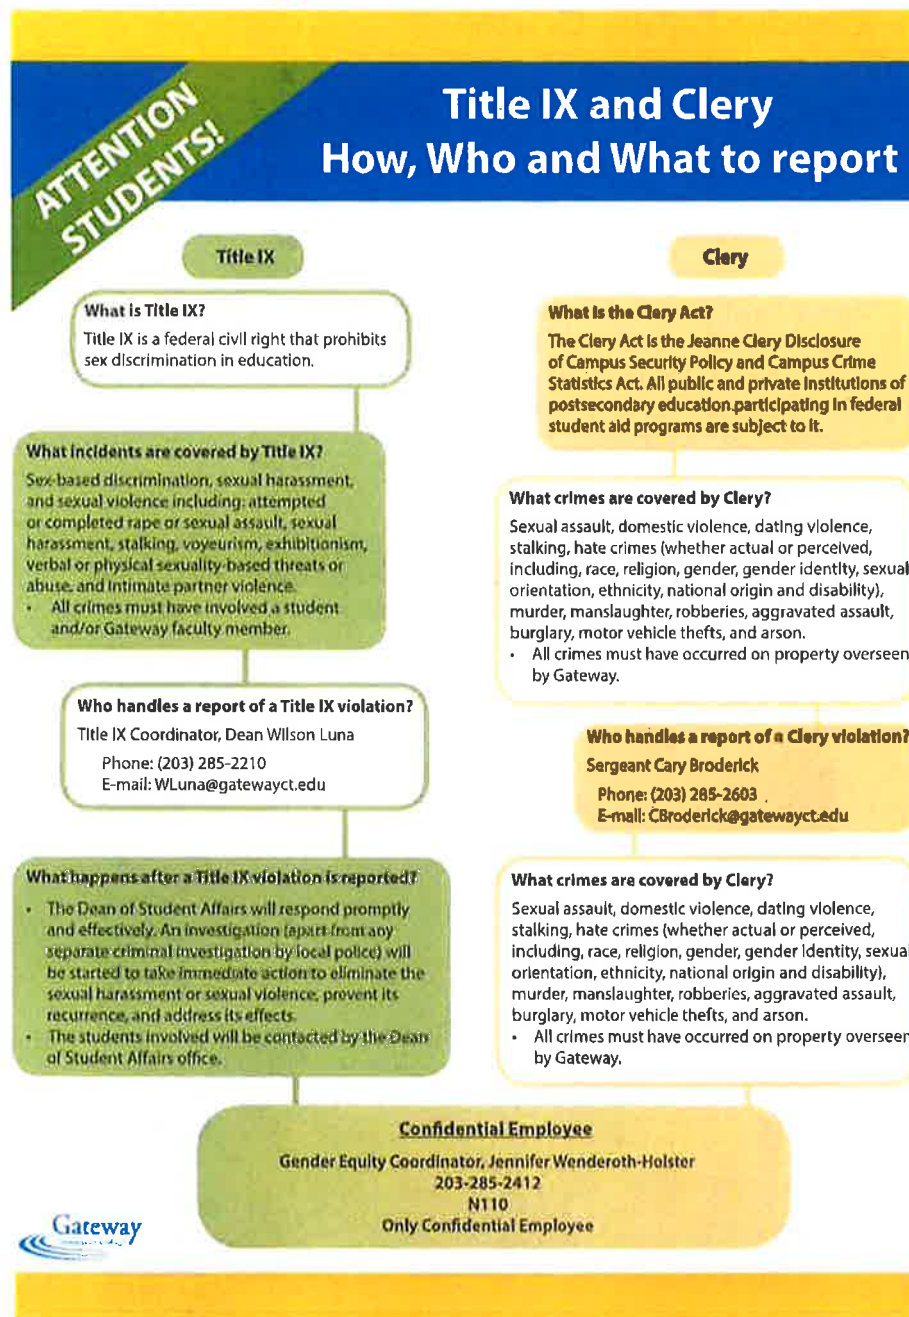 ATTENTION
STUDENTS!
Title IX and Clery
How, Who and What to report
Title IX
What is Title IX?
Title IX is a federal civil right that prohibits
sex discrimination in education.
What incidents are covered by Title IX?
Sex-based discrimination, sexual harassment,
and sexual violence including: attempted
or completed rape or sexual assault, sexual
harassment, stalking, voyeurism, exhibitionism,
verbal or physical sexuality-based threats or
abuse, and intimate partner violence.
• All crimes must have involved a student
and/or Gateway faculty member.
Who handles a report of a Title IX violation?
Title IX Coordinator, Dean Wilson Luna
Phone: (203) 285-2210
E-mail: WLuna@gatewayct.edu
What happens after a Title IX violation is reported?
• The Dean of Student Affairs will respond promptly
and effectively. An investigation (apart from any
separate criminal investigation by local police) will
be started to take immediate action to eliminate the
sexual harassment or sexual violence, prevent its
recurrence, and address its effects.
• The students involved will be contacted by the Dean
of Student Affairs office.
Clery
What is the Clery Act?
The Clery Act is the Jeanne Clery Disclosure
of Campus Security Policy and Campus Crime
Statistics Act. All public and private institutions of
postsecondary education.participating in federal
student aid programs are subject to it.
What crimes are covered by Clery?
Sexual assault, domestic violence, dating violence,
stalking, hate crimes (whether actual or perceived,
including, race, religion, gender, gender identity, sexual
orientation, ethnicity, national origin and disability),
murder, manslaughter, robberies, aggravated assault,
burglary, motor vehicle thefts, and arson.
• All crimes must have occurred on property overseen
by Gateway.
Who handles a report of a Clery violation?
Sergeant Cary Broderick
Phone: (203) 285-2603
E-mail: CBroderick@gatewayct.edu
What crimes are covered by Clery?
Sexual assault, domestic violence, dating violence,
stalking, hate crimes (whether actual or perceived,
including, race, religion, gender, gender identity, sexual
orientation, ethnicity, national origin and disability),
murder, manslaughter, robberies, aggravated assault,
burglary, motor vehicle thefts, and arson.
• All crimes must have occurred on property overseen
by Gateway.
Confidential Employee
Gender Equity Coordinator, Jennifer Wenderoth-Holster
203-285-2412
N110
Only Confidential Employee
Gateway